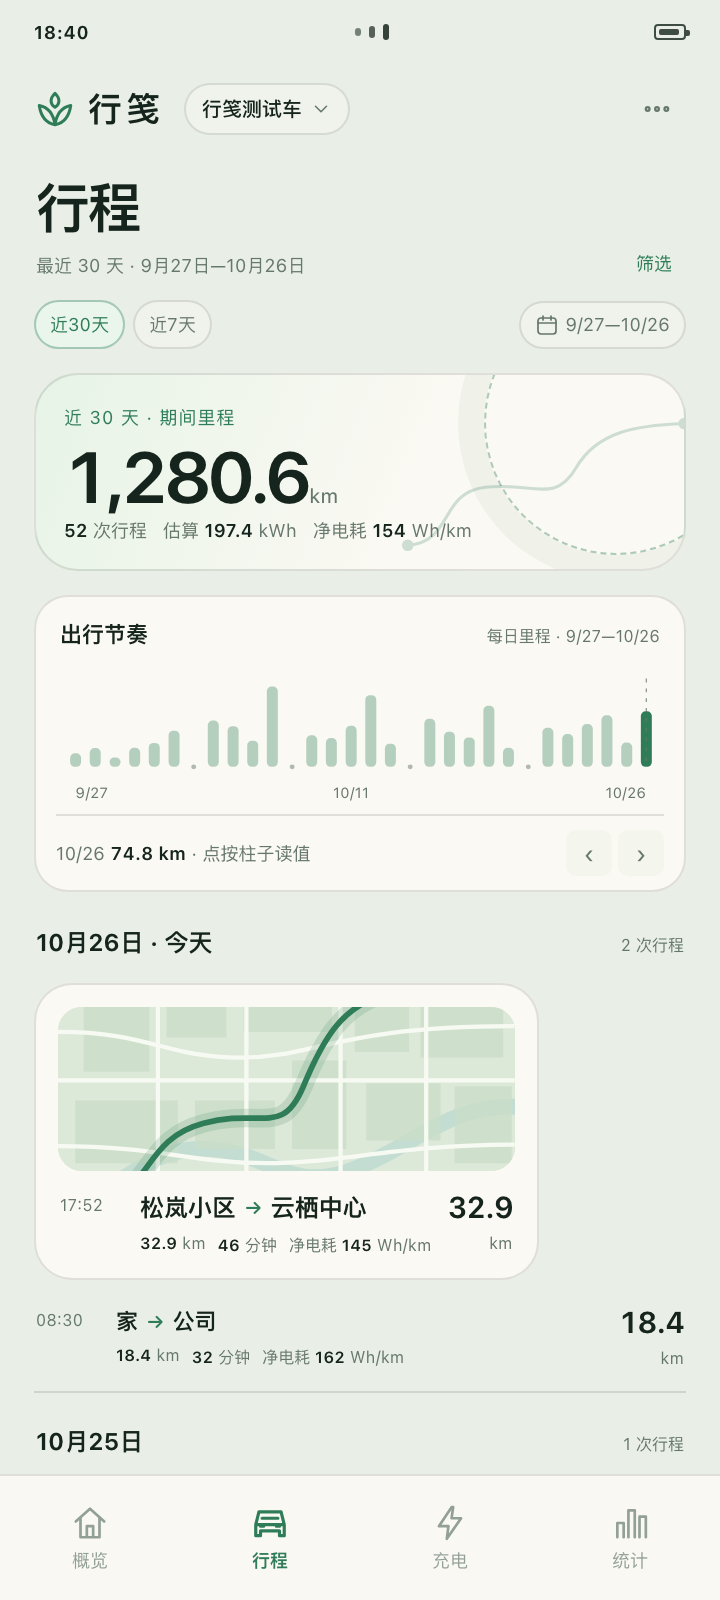 18:40
行笺 行笺测试车
行程
最近 30 天 · 9月27日—10月26日 筛选
近30天 近7天 9/27—10/26
近 30 天 · 期间里程
1,280.6km
52 次行程 估算 197.4 kWh 净电耗 154 Wh/km
出行节奏 每日里程 · 9/27—10/26
9/27 10/11 10/26
10/26 74.8 km · 点按柱子读值 ‹ ›
10月26日 · 今天 2 次行程
17:52 松岚小区 → 云栖中心 32.9
32.9 km 46 分钟 净电耗 145 Wh/km km
08:30 家 → 公司 18.4
18.4 km 32 分钟 净电耗 162 Wh/km km
10月25日 1 次行程
概览 行程 充电 统计